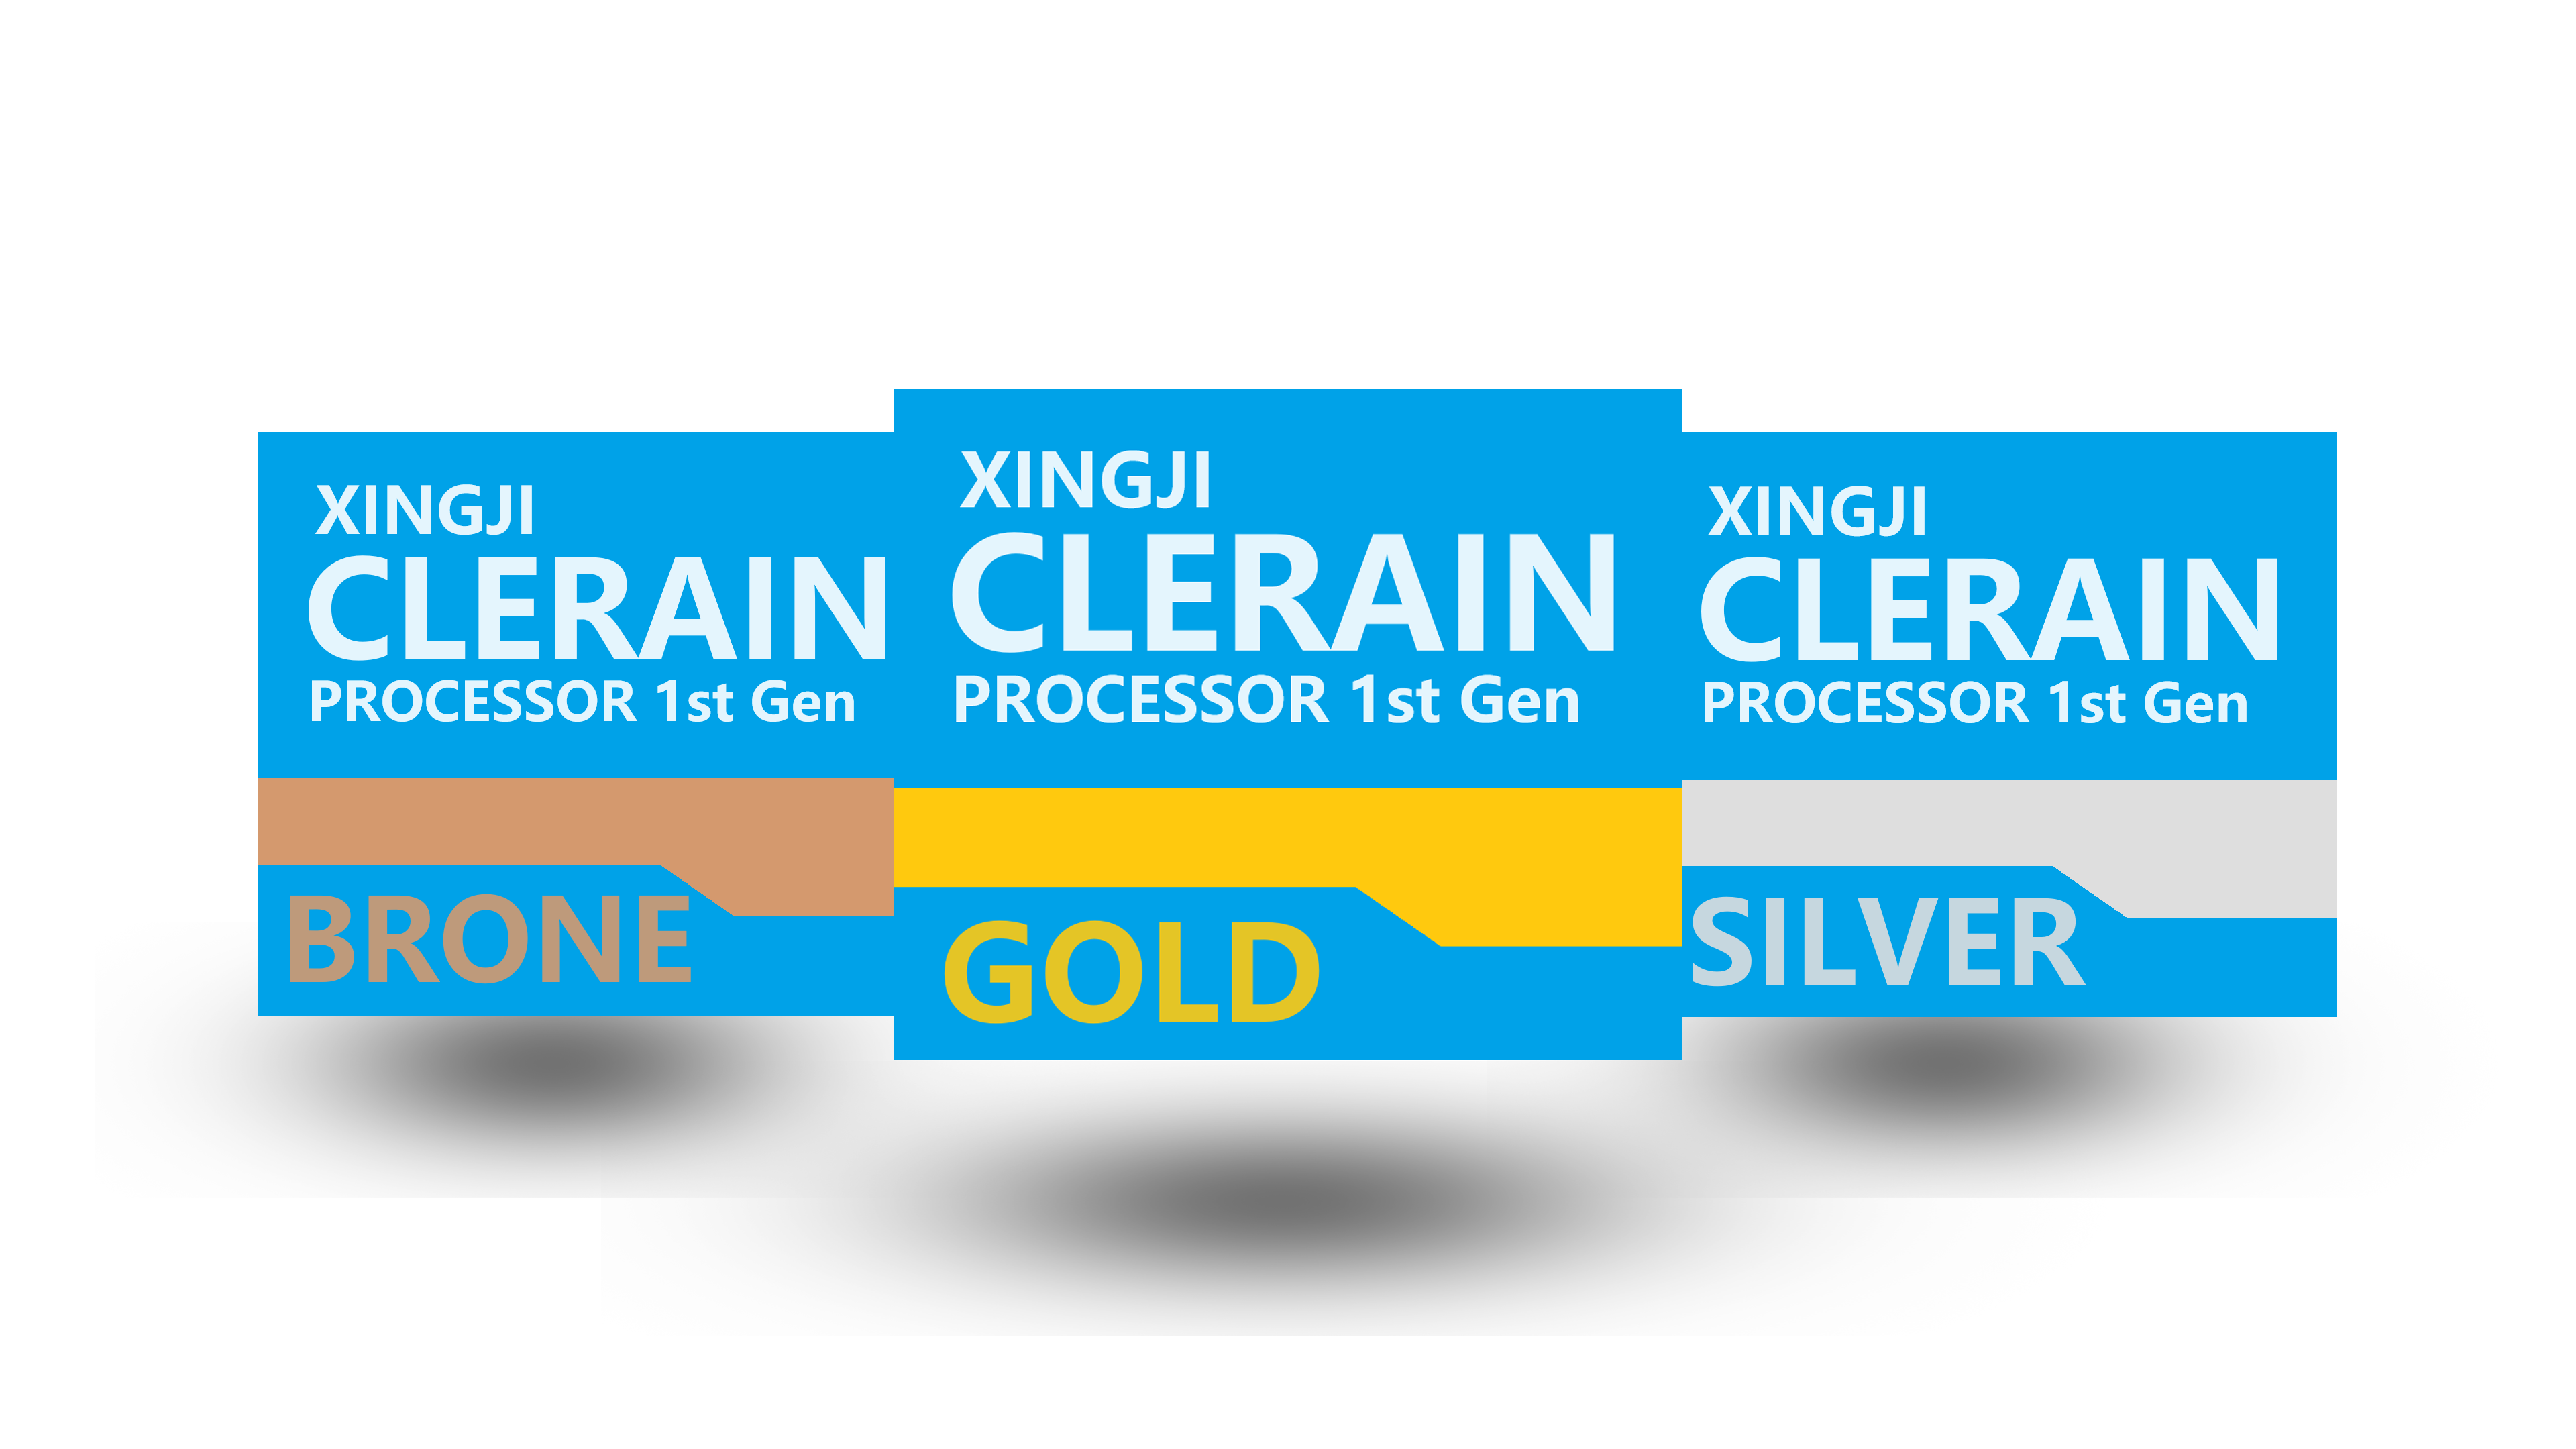 XINGJI
CLERAIN
PROCESSOR 1st Gen
BRONE
XINGJI
CLERAIN
PROCESSOR 1st Gen
GOLD
XINGJI
CLERAIN
PROCESSOR 1st Gen
SILVER